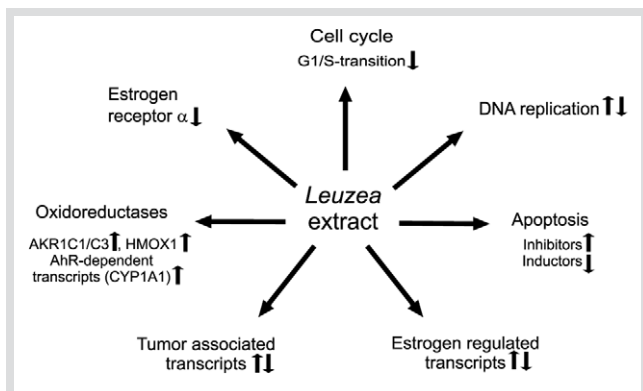 Cell cycle
G1/S-transition ↓
Estrogen
receptor α ↓
DNA replication ↑↓
Leuzea
extract
Oxidoreductases
AKR1C1/C3 ↑, HMOX1 ↑
AhR-dependent
transcripts (CYP1A1) ↑
Apoptosis
Inhibitors ↑
Inductors ↓
Tumor associated
transcripts ↑↓
Estrogen regulated
transcripts ↑↓